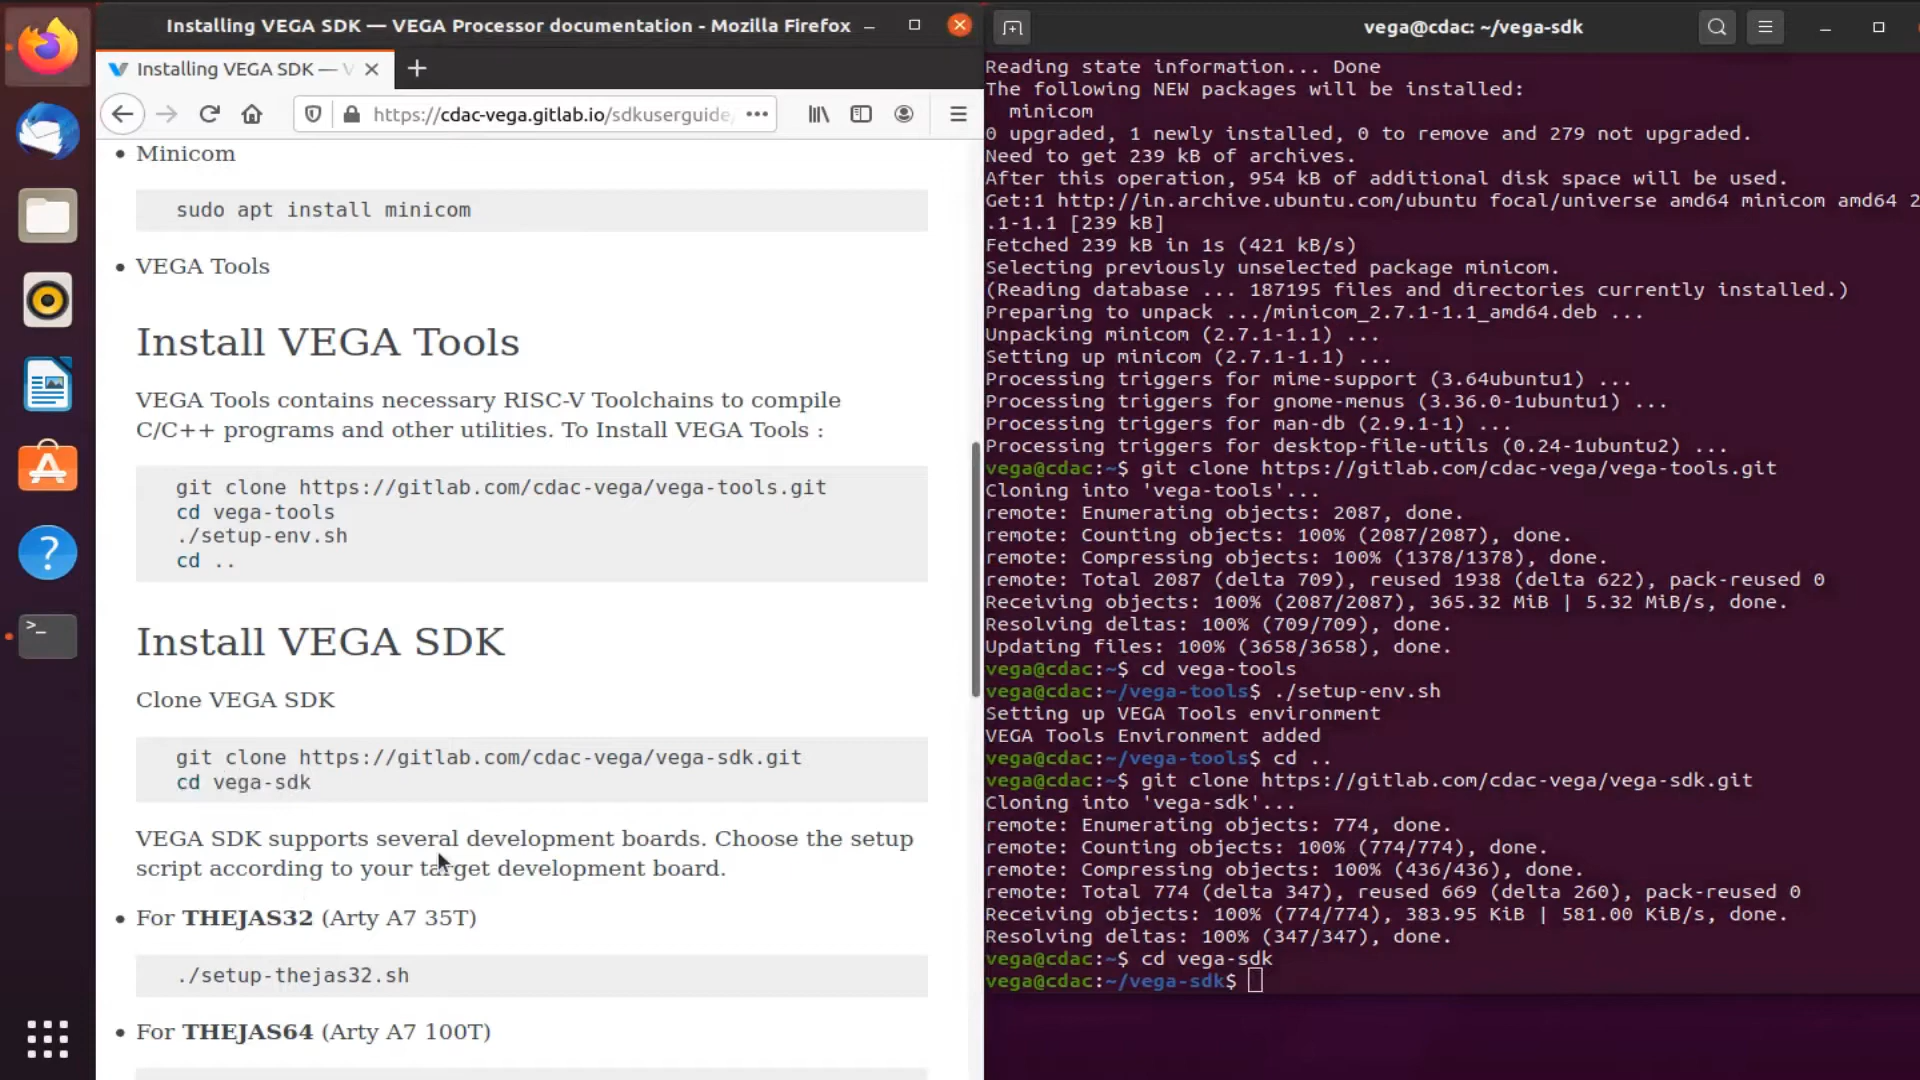 Installing VEGA SDK — VEGA Processor documentation - Mozilla Firefox
Installing VEGA SDK —
https://cdac-vega.gitlab.io/sdkuserguide
• Minicom
sudo apt install minicom
• VEGA Tools
Install VEGA Tools
VEGA Tools contains necessary RISC-V Toolchains to compile
C/C++ programs and other utilities. To Install VEGA Tools :
git clone https://gitlab.com/cdac-vega/vega-tools.git
cd vega-tools
./setup-env.sh
cd ..
Install VEGA SDK
Clone VEGA SDK
git clone https://gitlab.com/cdac-vega/vega-sdk.git
cd vega-sdk
VEGA SDK supports several development boards. Choose the setup
script according to your target development board.
• For THEJAS32 (Arty A7 35T)
./setup-thejas32.sh
• For THEJAS64 (Arty A7 100T)
vega@cdac: ~/vega-sdk
Reading state information... Done
The following NEW packages will be installed:
minicom
0 upgraded, 1 newly installed, 0 to remove and 279 not upgraded.
Need to get 239 kB of archives.
After this operation, 954 kB of additional disk space will be used.
Get:1 http://in.archive.ubuntu.com/ubuntu focal/universe amd64 minicom amd64 2
.1-1.1 [239 kB]
Fetched 239 kB in 1s (421 kB/s)
Selecting previously unselected package minicom.
(Reading database ... 187195 files and directories currently installed.)
Preparing to unpack .../minicom_2.7.1-1.1_amd64.deb ...
Unpacking minicom (2.7.1-1.1) ...
Setting up minicom (2.7.1-1.1) ...
Processing triggers for mime-support (3.64ubuntu1) ...
Processing triggers for gnome-menus (3.36.0-1ubuntu1) ...
Processing triggers for man-db (2.9.1-1) ...
Processing triggers for desktop-file-utils (0.24-1ubuntu2) ...
vega@cdac:~$ git clone https://gitlab.com/cdac-vega/vega-tools.git
Cloning into 'vega-tools'...
remote: Enumerating objects: 2087, done.
remote: Counting objects: 100% (2087/2087), done.
remote: Compressing objects: 100% (1378/1378), done.
remote: Total 2087 (delta 709), reused 1938 (delta 622), pack-reused 0
Receiving objects: 100% (2087/2087), 365.32 MiB | 5.32 MiB/s, done.
Resolving deltas: 100% (709/709), done.
Updating files: 100% (3658/3658), done.
vega@cdac:~$ cd vega-tools
vega@cdac:~/vega-tools$ ./setup-env.sh
Setting up VEGA Tools environment
VEGA Tools Environment added
vega@cdac:~/vega-tools$ cd ..
vega@cdac:~$ git clone https://gitlab.com/cdac-vega/vega-sdk.git
Cloning into 'vega-sdk'...
remote: Enumerating objects: 774, done.
remote: Counting objects: 100% (774/774), done.
remote: Compressing objects: 100% (436/436), done.
remote: Total 774 (delta 347), reused 669 (delta 260), pack-reused 0
Receiving objects: 100% (774/774), 383.95 KiB | 581.00 KiB/s, done.
Resolving deltas: 100% (347/347), done.
vega@cdac:~$ cd vega-sdk
vega@cdac:~/vega-sdk$